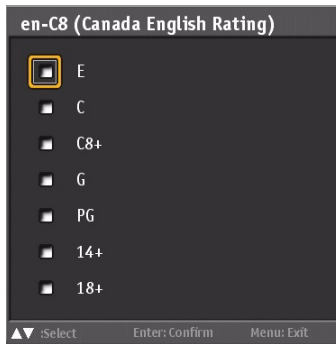 en-C8 (Canada English Rating)
E
C
C8+
G
PG
14+
18+
▲▼ :Select Enter: Confirm Menu: Exit